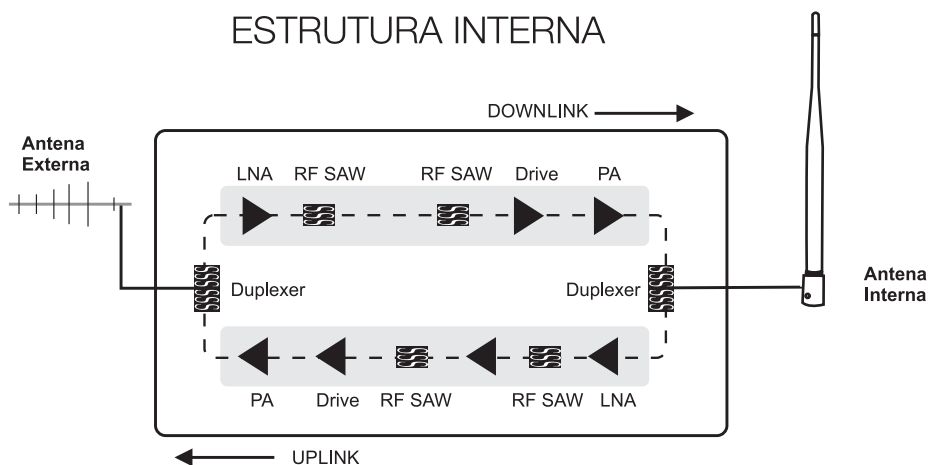 ESTRUTURA INTERNA
DOWNLINK
Antena
Externa
LNA RF SAW RF SAW Drive PA
Duplexer Duplexer
Antena
Interna
PA Drive RF SAW RF SAW LNA
UPLINK